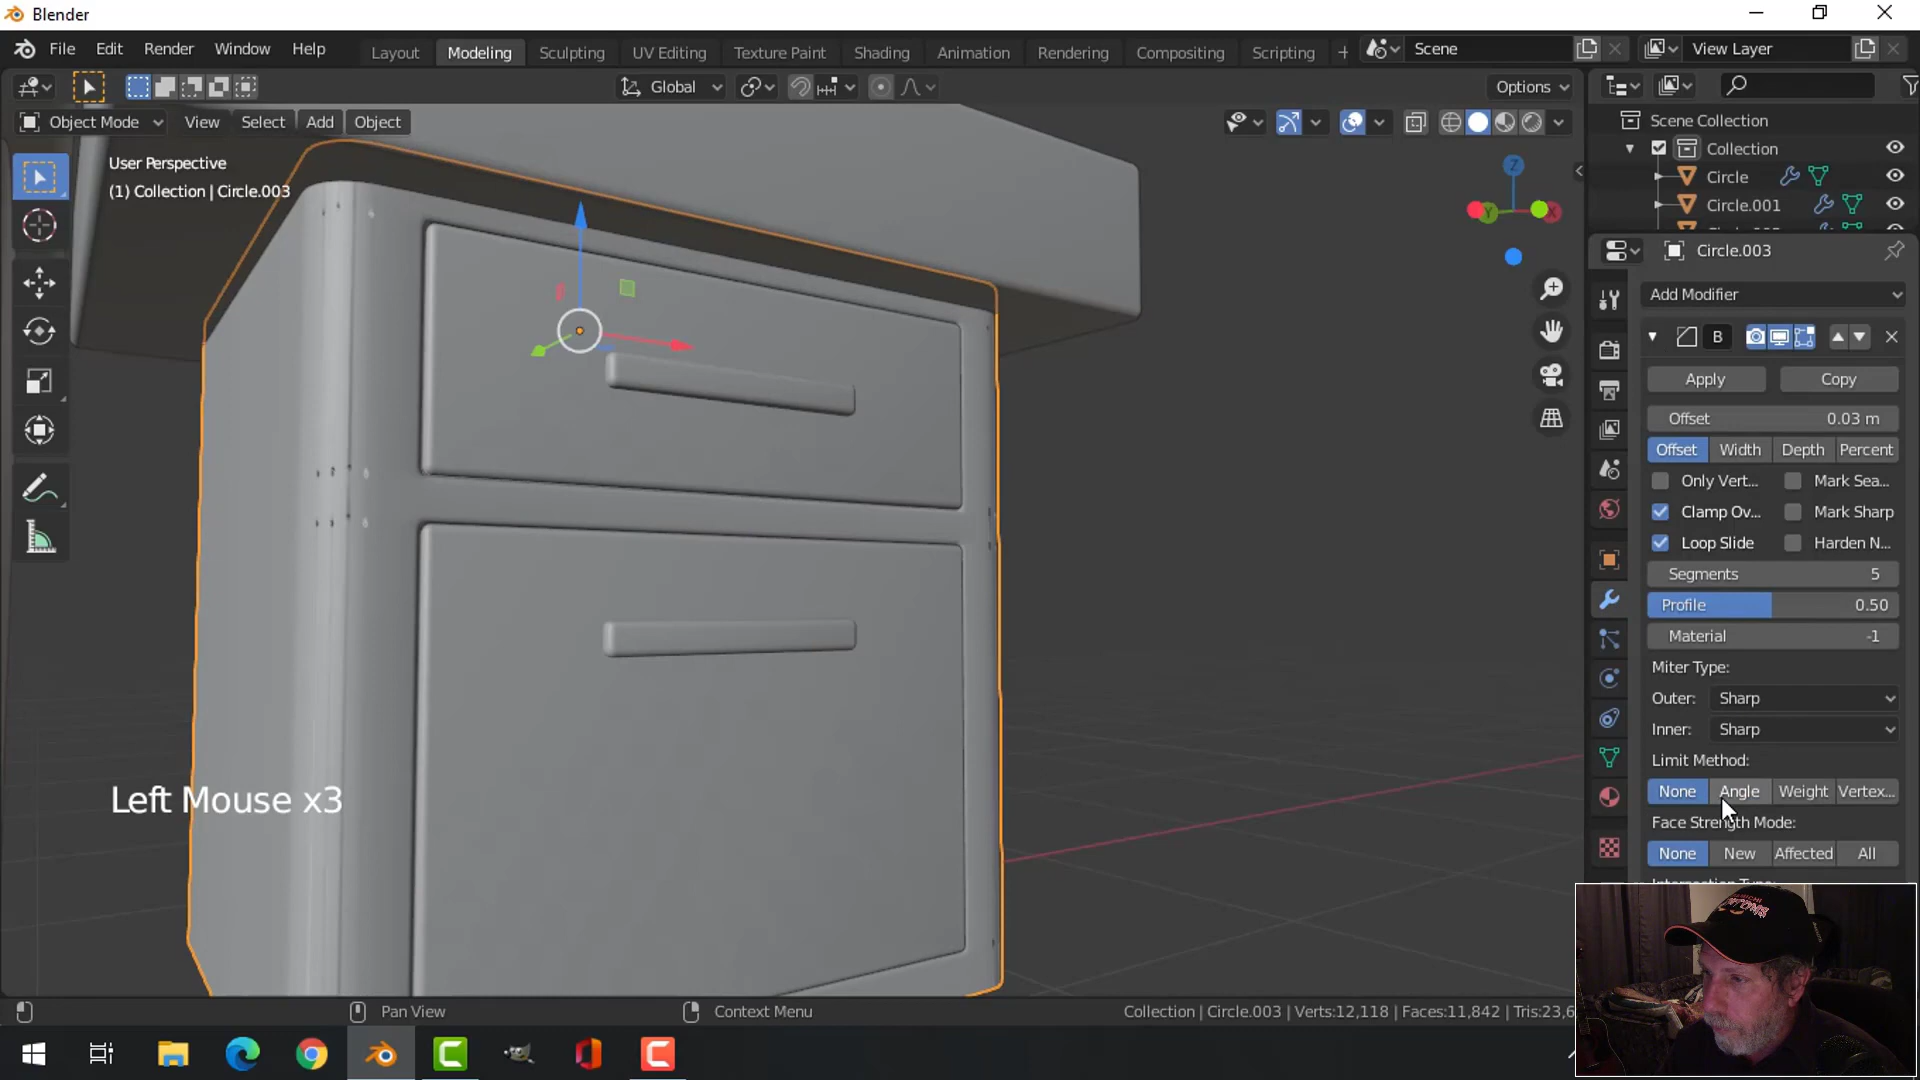 Blender
File Edit Render Window Help
Layout Modeling Sculpting UV Editing Texture Paint Shading Animation Rendering Compositing Scripting +
Scene
View Layer
Global
Options
Object Mode View Select Add Object
User Perspective
(1) Collection | Circle.003
Z
Y
X
Scene Collection
Collection
Circle
Circle.001
Circle.003
Add Modifier
B
Apply Copy
Offset 0.03 m
Offset Width Depth Percent
Only Vert... Mark Sea...
Clamp Ov... Mark Sharp
Loop Slide Harden N...
Segments 5
Profile 0.50
Material -1
Miter Type:
Outer: Sharp
Inner: Sharp
Limit Method:
None Angle Weight Vertex...
Face Strength Mode:
None New Affected All
Left Mouse x3
Pan View
Context Menu
Collection | Circle.003 | Verts:12,118 | Faces:11,842 | Tris:23,6